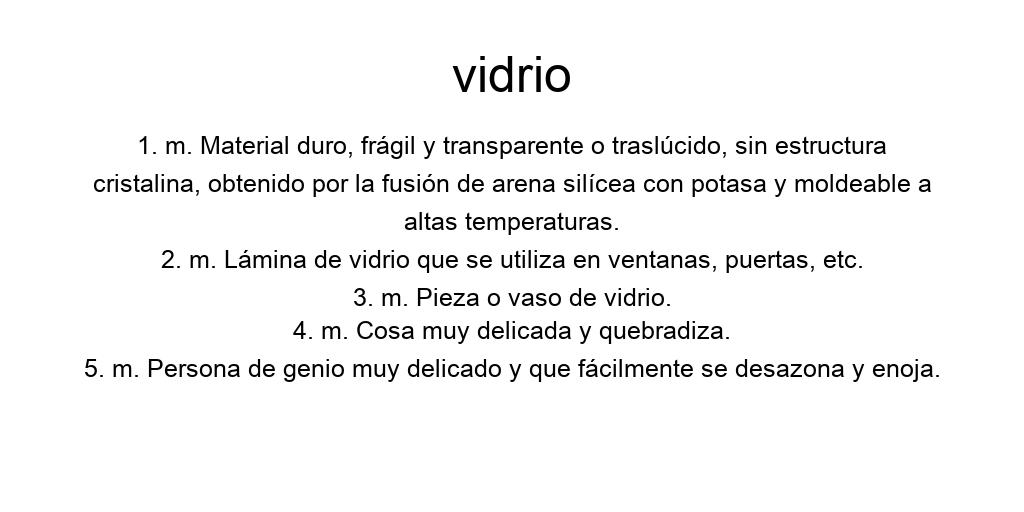 vidrio
1. m. Material duro, frágil y transparente o traslúcido, sin estructura
cristalina, obtenido por la fusión de arena silícea con potasa y moldeable a
altas temperaturas.
2. m. Lámina de vidrio que se utiliza en ventanas, puertas, etc.
3. m. Pieza o vaso de vidrio.
4. m. Cosa muy delicada y quebradiza.
5. m. Persona de genio muy delicado y que fácilmente se desazona y enoja.